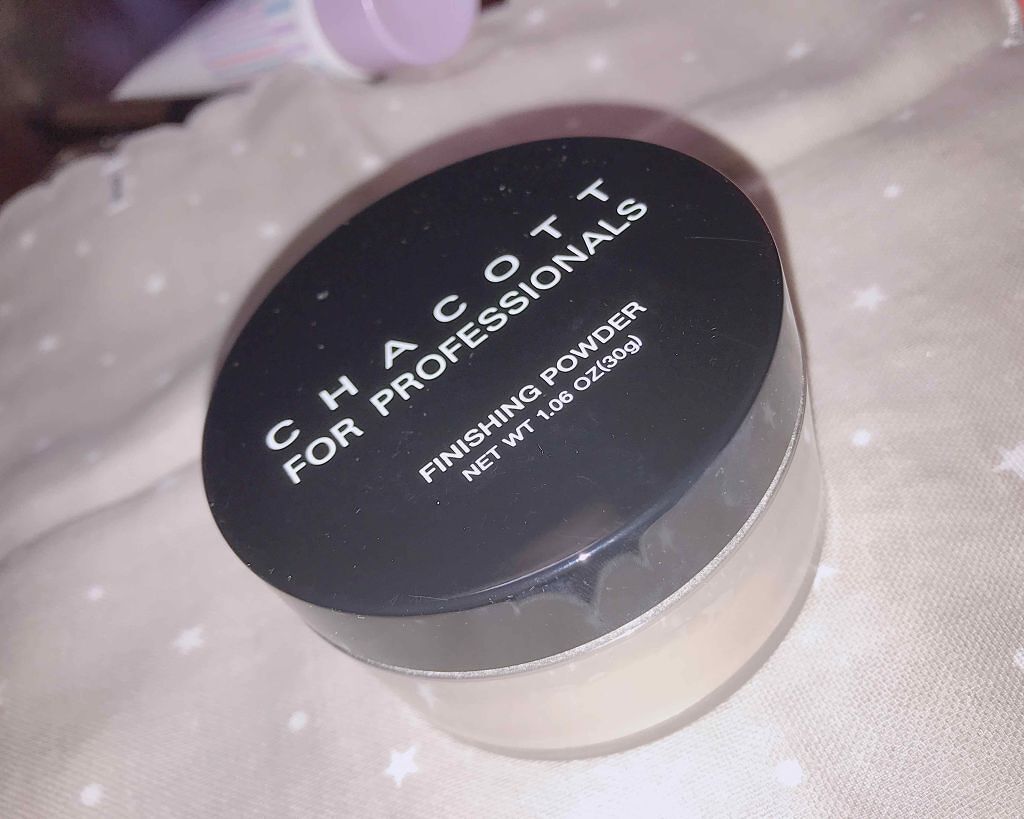 CHACOTT
FOR PROFESSIONALS
FINISHING POWDER
NET WT 1.06 OZ(30g)